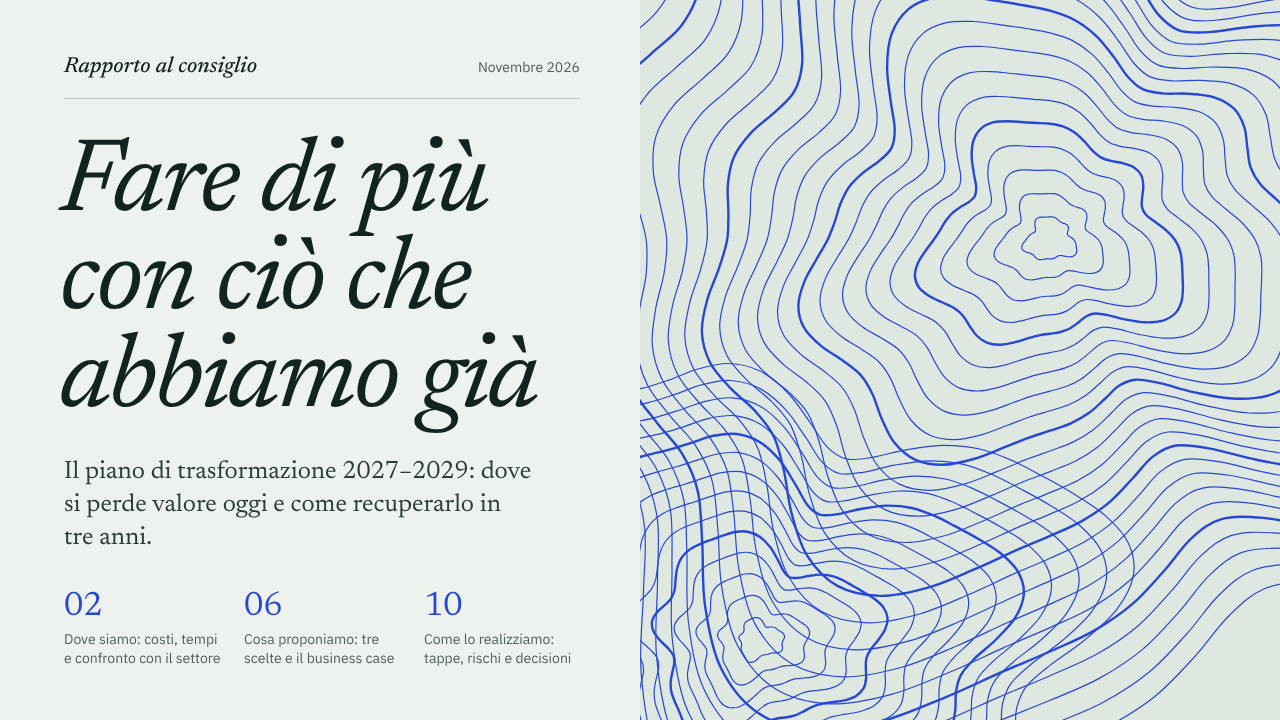 Rapporto al consiglio
Novembre 2026
Fare di più
con ciò che
abbiamo già
Il piano di trasformazione 2027–2029: dove
si perde valore oggi e come recuperarlo in
tre anni.
02
Dove siamo: costi, tempi
e confronto con il settore
06
Cosa proponiamo: tre
scelte e il business case
10
Come lo realizziamo:
tappe, rischi e decisioni